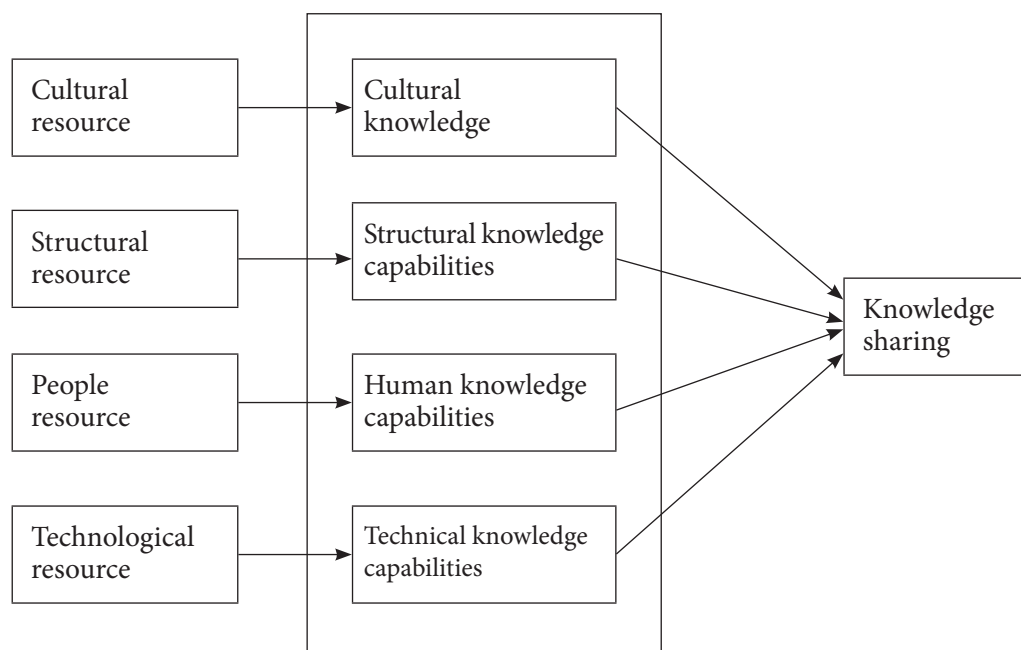 Cultural
resource
Cultural
knowledge
Structural
resource
Structural knowledge
capabilities
Knowledge
sharing
People
resource
Human knowledge
capabilities
Technological
resource
Technical knowledge
capabilities